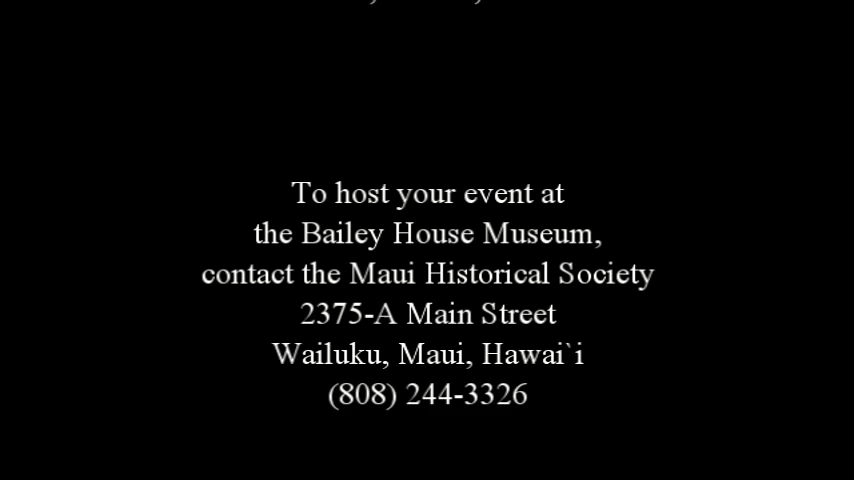 To host your event at
the Bailey House Museum,
contact the Maui Historical Society
2375-A Main Street
Wailuku, Maui, Hawai`i
(808) 244-3326